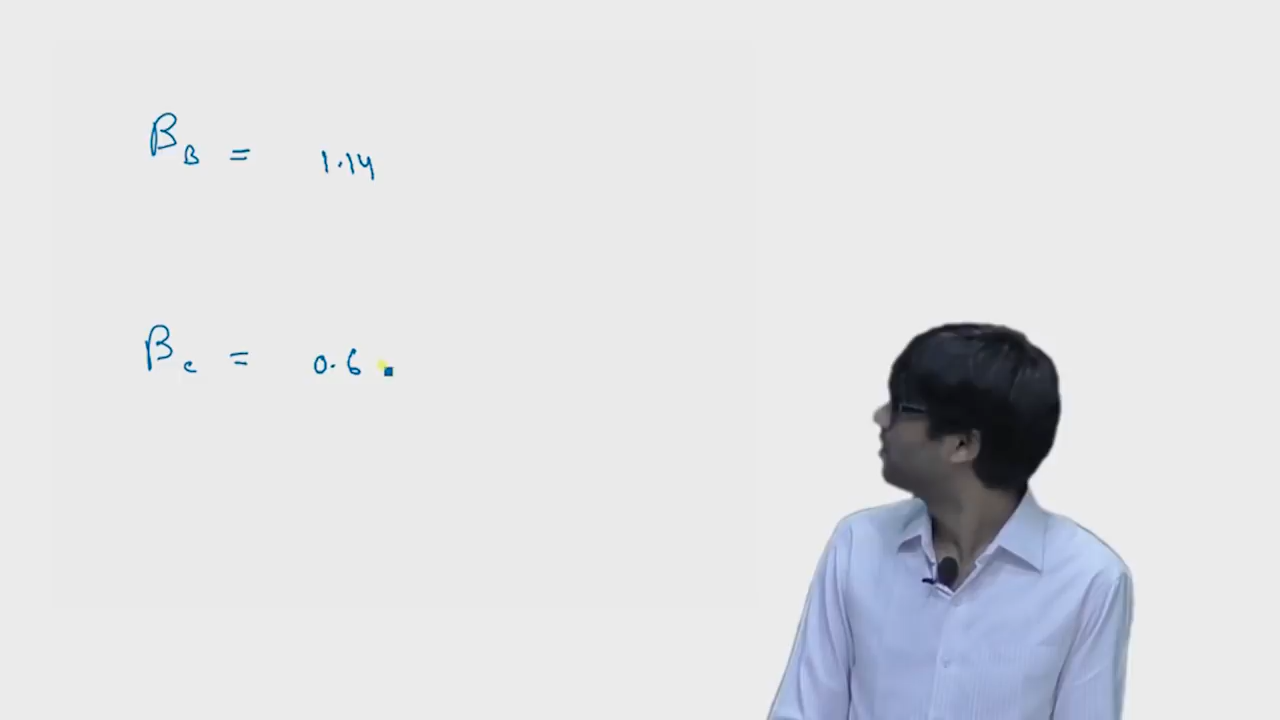 β_B = 1.14
β_c = 0.6